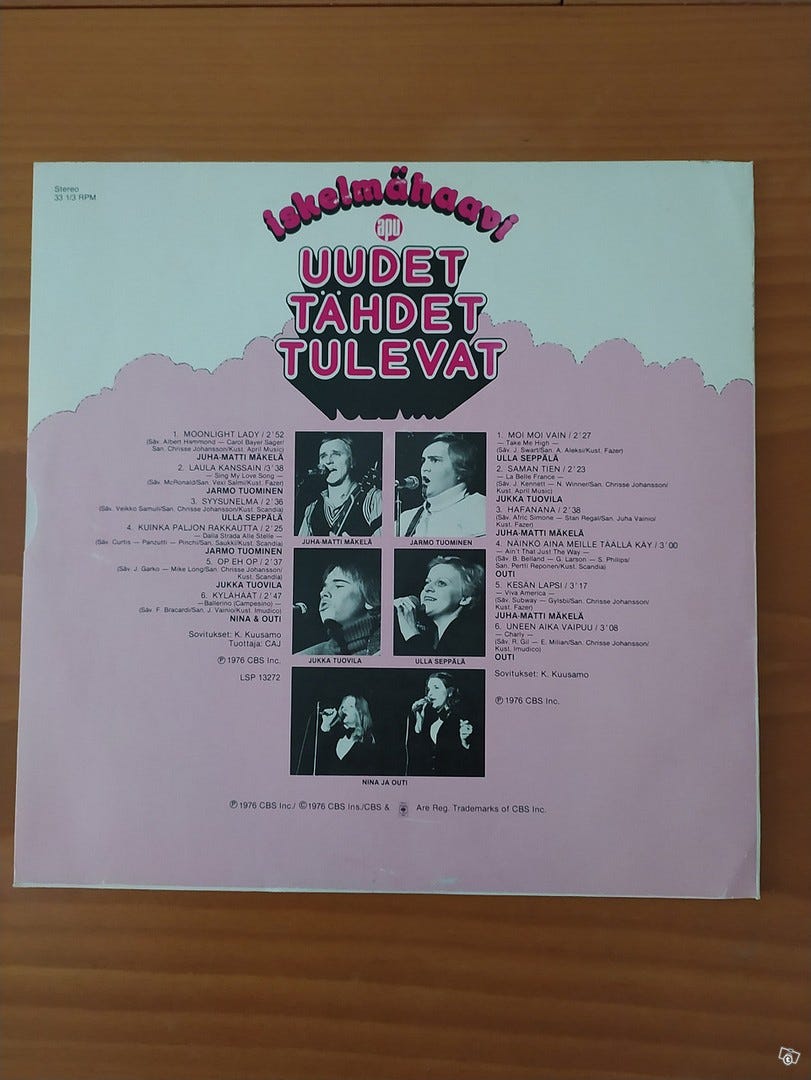 Stereo
33 1/3 RPM
iskelmähaavi
apu
UUDET
TÄHDET
TULEVAT
1. MOONLIGHT LADY / 2'52
(Säv. Albert Hammond — Carol Bayer Sager/
San. Chrisse Johansson/Kust. April Music)
JUHA-MATTI MÄKELÄ
2. LAULA KANSSAIN /3'38
— Sing My Love Song —
(Säv. McRonald/San. Vexi Salmi/Kust. Fazer)
JARMO TUOMINEN
3. SYYSUNELMA / 2'36
(Säv. Veikko Samuli/San. Chrisse Johansson/Kust. Scandia)
ULLA SEPPÄLÄ
4. KUINKA PALJON RAKKAUTTA / 2'25
— Dalla Strada Alle Stelle —
(Säv. Curtis — Panzutti — Pinchi/San. Saukki/Kust. Scandia)
JARMO TUOMINEN
5. OP EH OP / 2'37
(Säv. J. Garko — Mike Long/San. Chrisse Johansson/
Kust. Scandia)
JUKKA TUOVILA
6. KYLÄHÄÄT / 2'47
— Ballerino (Campesino) —
(Säv. F. Bracardi/San. J. Vainio/Kust. Imudico)
NINA & OUTI
Sovitukset: K. Kuusamo
Tuottaja: CAJ
Ⓟ 1976 CBS Inc.
LSP 13272
JUHA-MATTI MÄKELÄ
JARMO TUOMINEN
JUKKA TUOVILA
ULLA SEPPÄLÄ
NINA JA OUTI
1. MOI MOI VAIN / 2'27
— Take Me High —
(Säv. J. Swart/San. A. Aleksi/Kust. Fazer)
ULLA SEPPÄLÄ
2. SAMAN TIEN / 2'23
— La Belle France —
(Säv. J. Kennett — N. Winner/San. Chrisse Johansson/
Kust. April Music)
JUKKA TUOVILA
3. HAFANANA / 2'38
(Säv. Afric Simone — Stan Regal/San. Juha Vainio/
Kust. Fazer)
JUHA-MATTI MÄKELÄ
4. NÄINKÖ AINA MEILLE TÄÄLLÄ KÄY / 3'00
— Ain't That Just The Way —
(Säv. B. Belland — G. Larson — S. Philips/
San. Pertti Reponen/Kust. Scandia)
OUTI
5. KESÄN LAPSI / 3'17
— Viva America —
(Säv. Subway — Gytsbi/San. Chrisse Johansson/
Kust. Fazer)
JUHA-MATTI MÄKELÄ
6. UNEEN AIKA VAIPUU / 3'08
— Charly —
(Säv. R. Gil — E. Milian/San. Chrisse Johansson/
Kust. Imudico)
OUTI
Sovitukset: K. Kuusamo
Ⓟ 1976 CBS Inc.
Ⓟ 1976 CBS Inc./ ©1976 CBS Ins./CBS & Are Reg. Trademarks of CBS Inc.